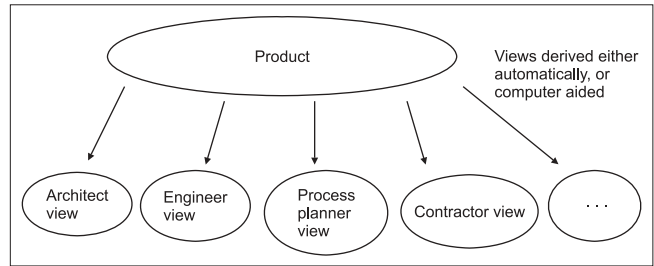 Product
Views derived either
automatically, or
computer aided
Architect
view
Engineer
view
Process
planner
view
Contractor view
...